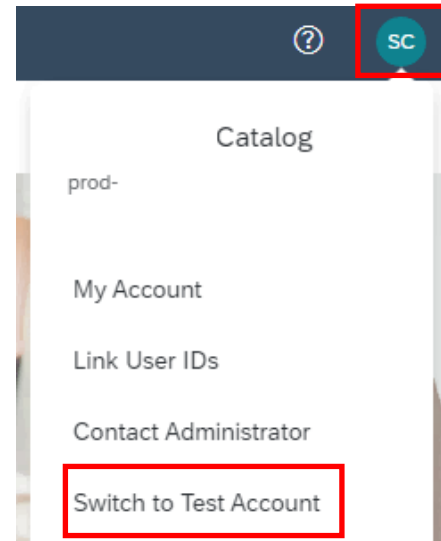 ?
SC
Catalog
prod-
My Account
Link User IDs
Contact Administrator
Switch to Test Account